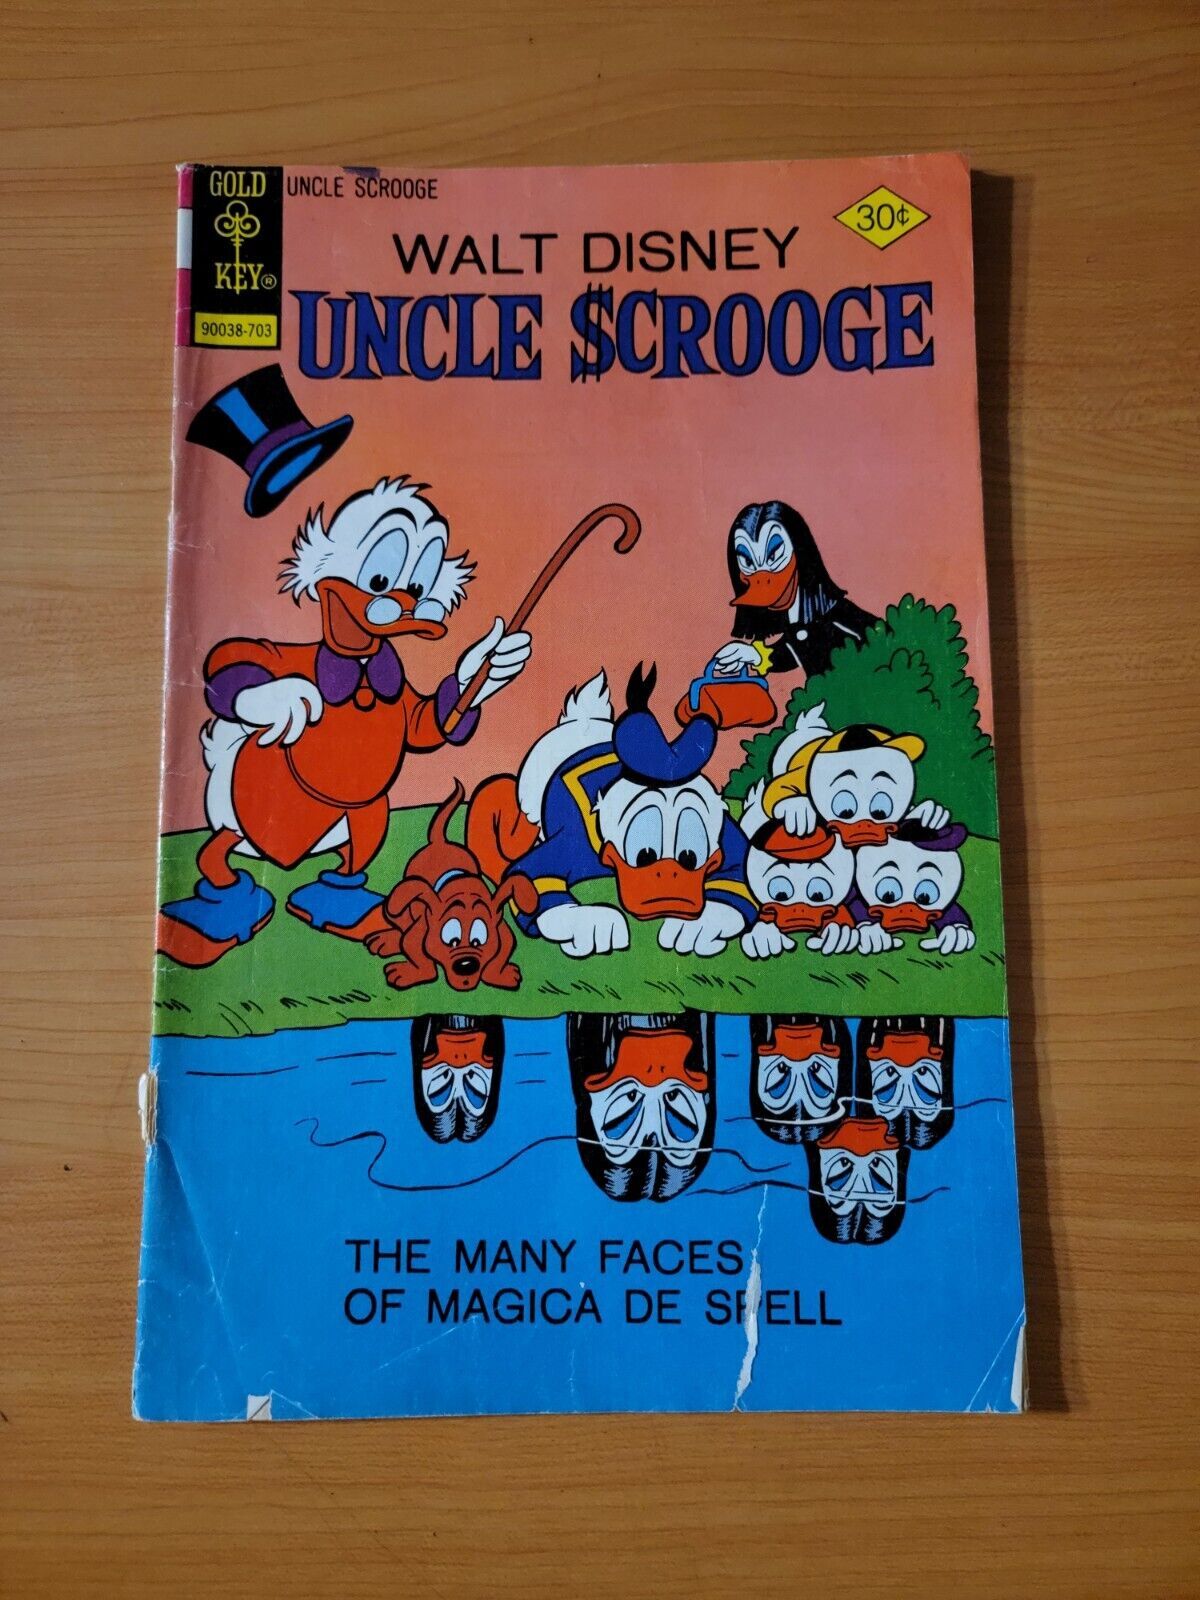 GOLD
KEY®
90038-703
UNCLE SCROOGE
30¢
WALT DISNEY
UNCLE $CROOGE
THE MANY FACES
OF MAGICA DE SPELL